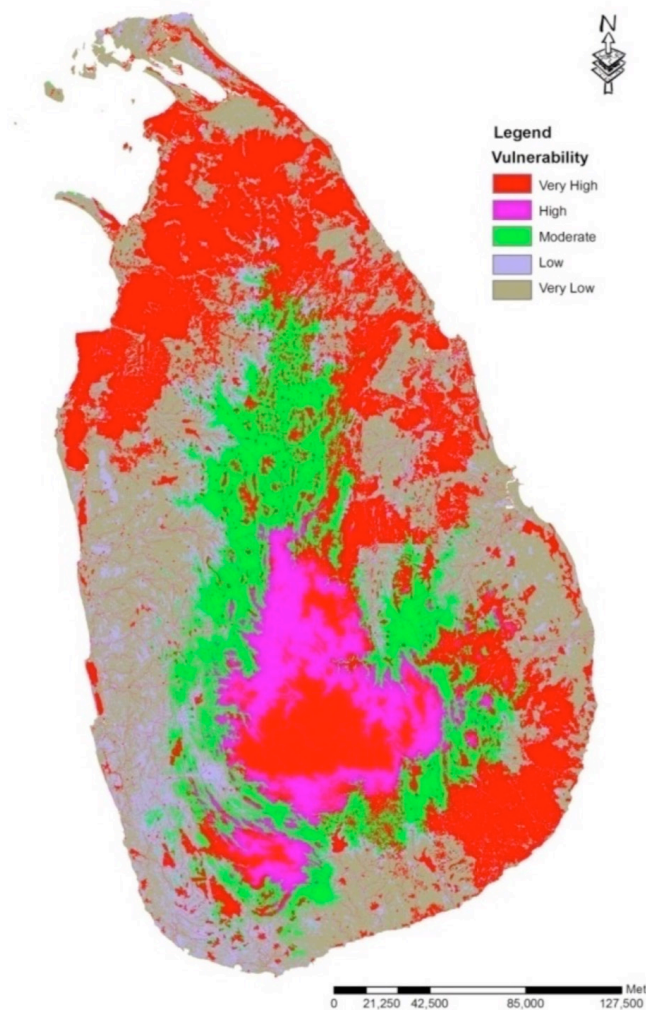 N
Legend
Vulnerability
Very High
High
Moderate
Low
Very Low
Met
0 21,250 42,500 85,000 127,500